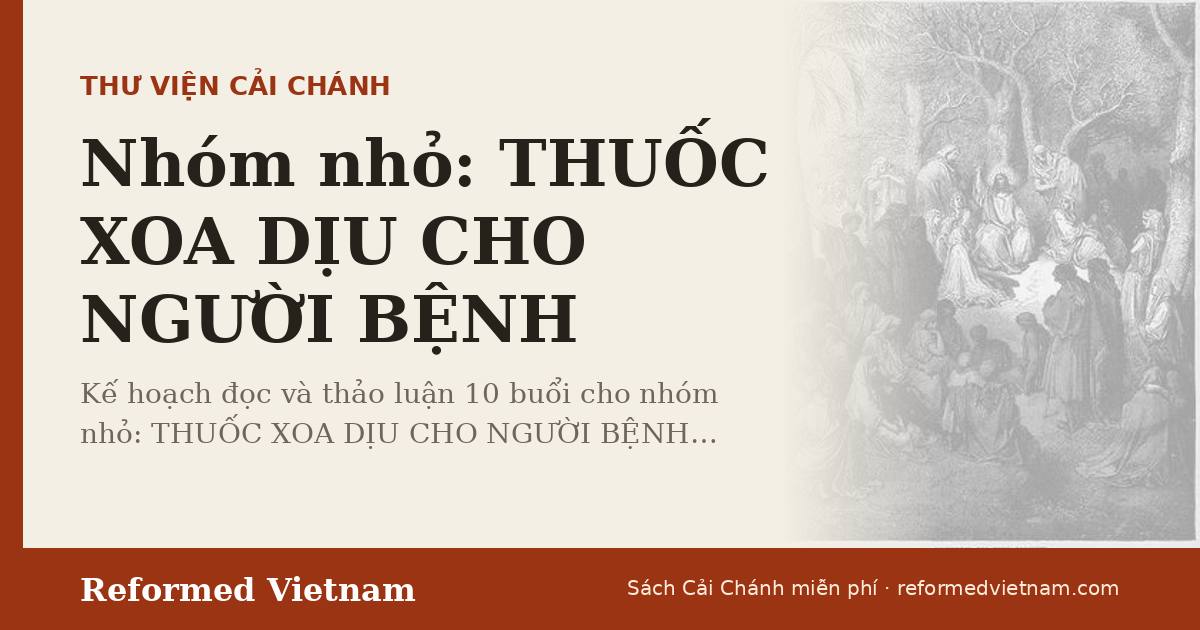 THƯ VIỆN CẢI CHÁNH
Nhóm nhỏ: THUỐC
XOA DỊU CHO
NGƯỜI BỆNH
Kế hoạch đọc và thảo luận 10 buổi cho nhóm
nhỏ: THUỐC XOA DỊU CHO NGƯỜI BỆNH…
Reformed Vietnam
Sách Cải Chánh miễn phí · reformedvietnam.com